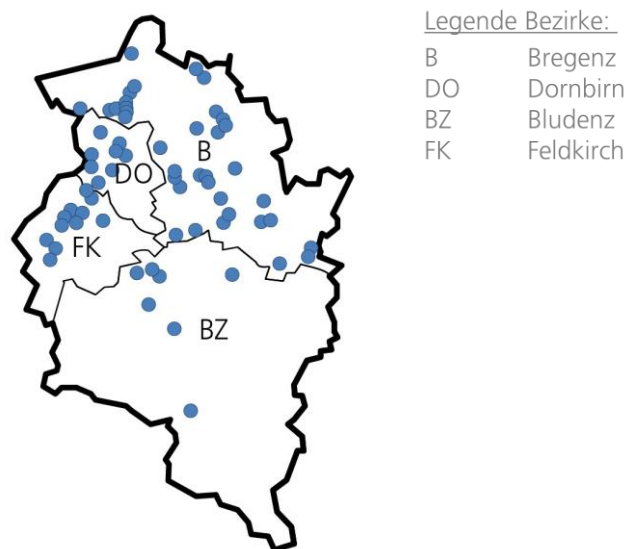 Legende Bezirke:
B Bregenz
DO Dornbirn
BZ Bludenz
FK Feldkirch
B
DO
FK
BZ